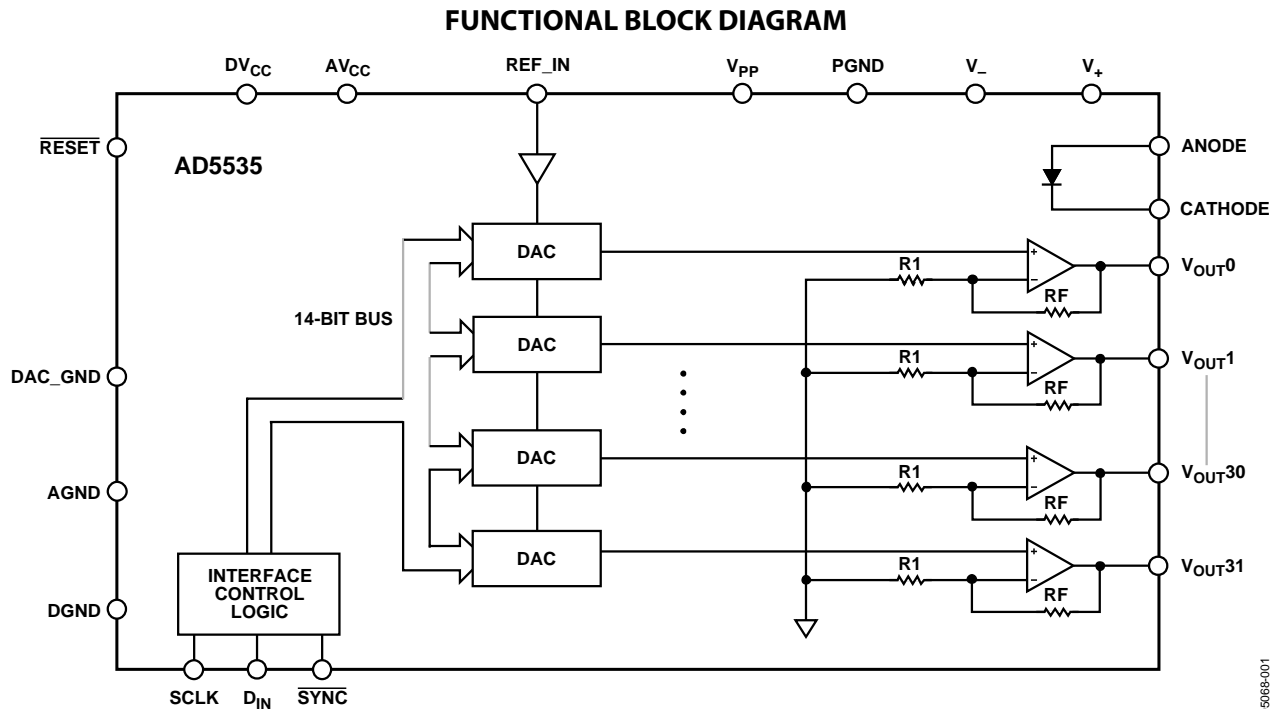 FUNCTIONAL BLOCK DIAGRAM
DVCC
AVCC
REF_IN
VPP
PGND
V–
V+
RESET
AD5535
ANODE
CATHODE
DAC
+
–
R1
RF
VOUT0
14-BIT BUS
DAC
+
–
R1
RF
VOUT1
DAC_GND
DAC
+
–
R1
RF
VOUT30
AGND
DAC
+
–
R1
RF
VOUT31
INTERFACE
CONTROL
LOGIC
DGND
SCLK
DIN
SYNC
5068-001